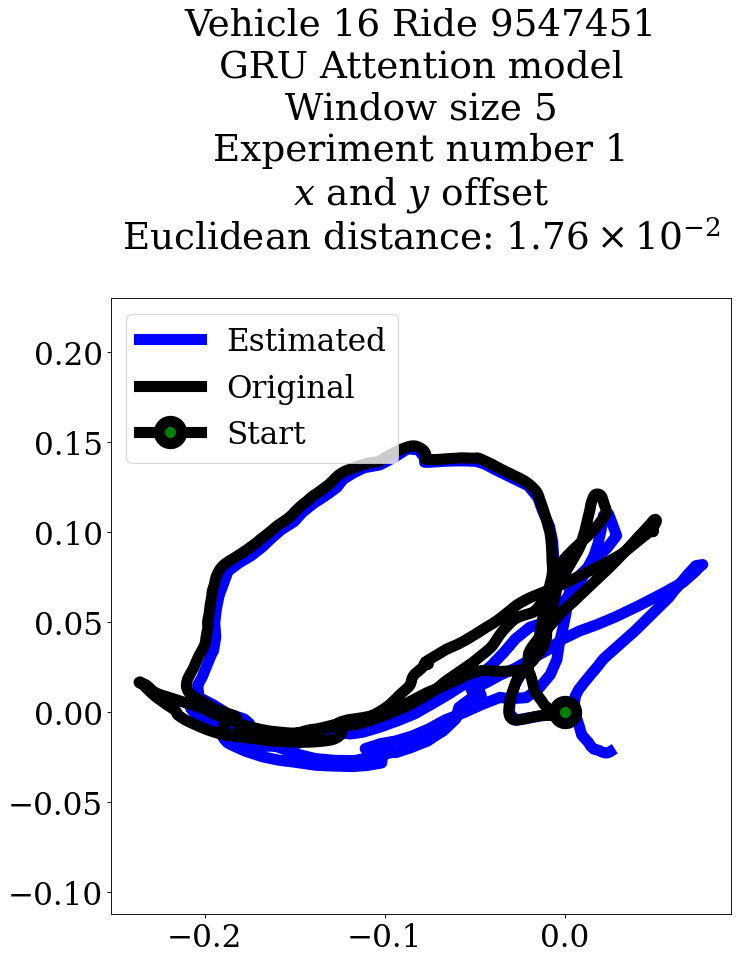 Vehicle 16 Ride 9547451
GRU Attention model
Window size 5
Experiment number 1
x and y offset
Euclidean distance: 1.76 × 10⁻²
Estimated
Original
Start
0.20
0.15
0.10
0.05
0.00
−0.05
−0.10
−0.2
−0.1
0.0